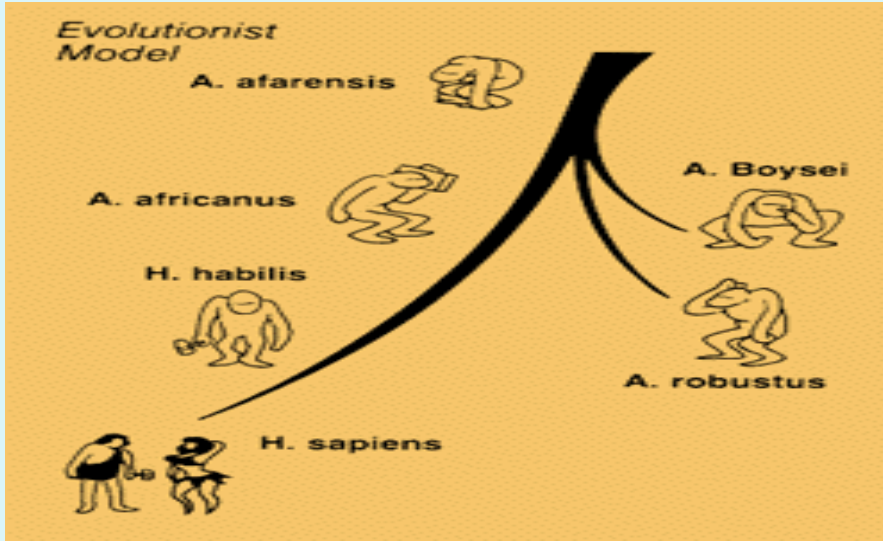 Evolutionist
Model
A. afarensis
A. Boysei
A. africanus
H. habilis
A. robustus
H. sapiens